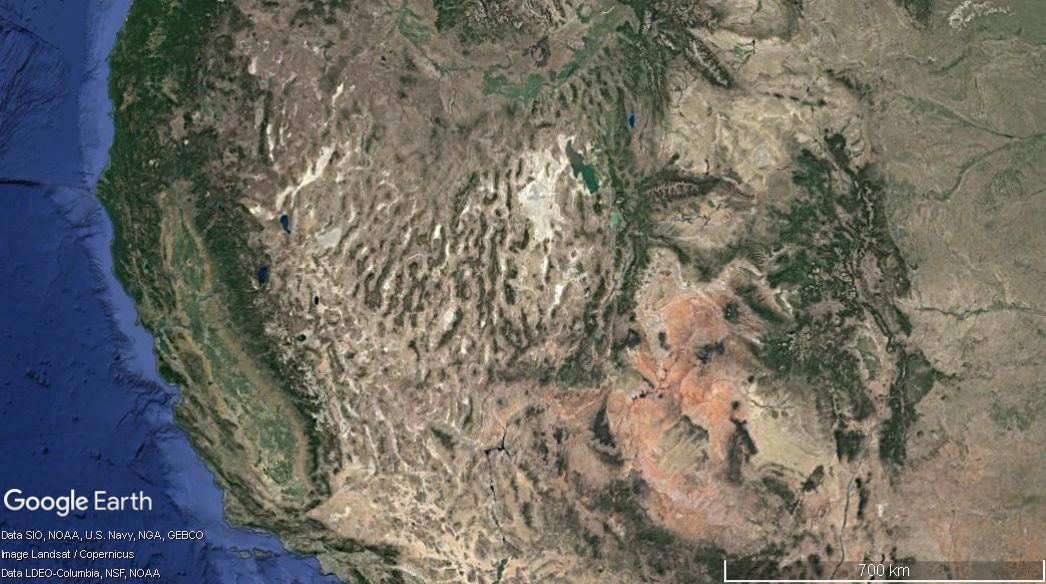 Google Earth
Data SIO, NOAA, U.S. Navy, NGA, GEBCO
Image Landsat / Copernicus
Data LDEO-Columbia, NSF, NOAA
700 km